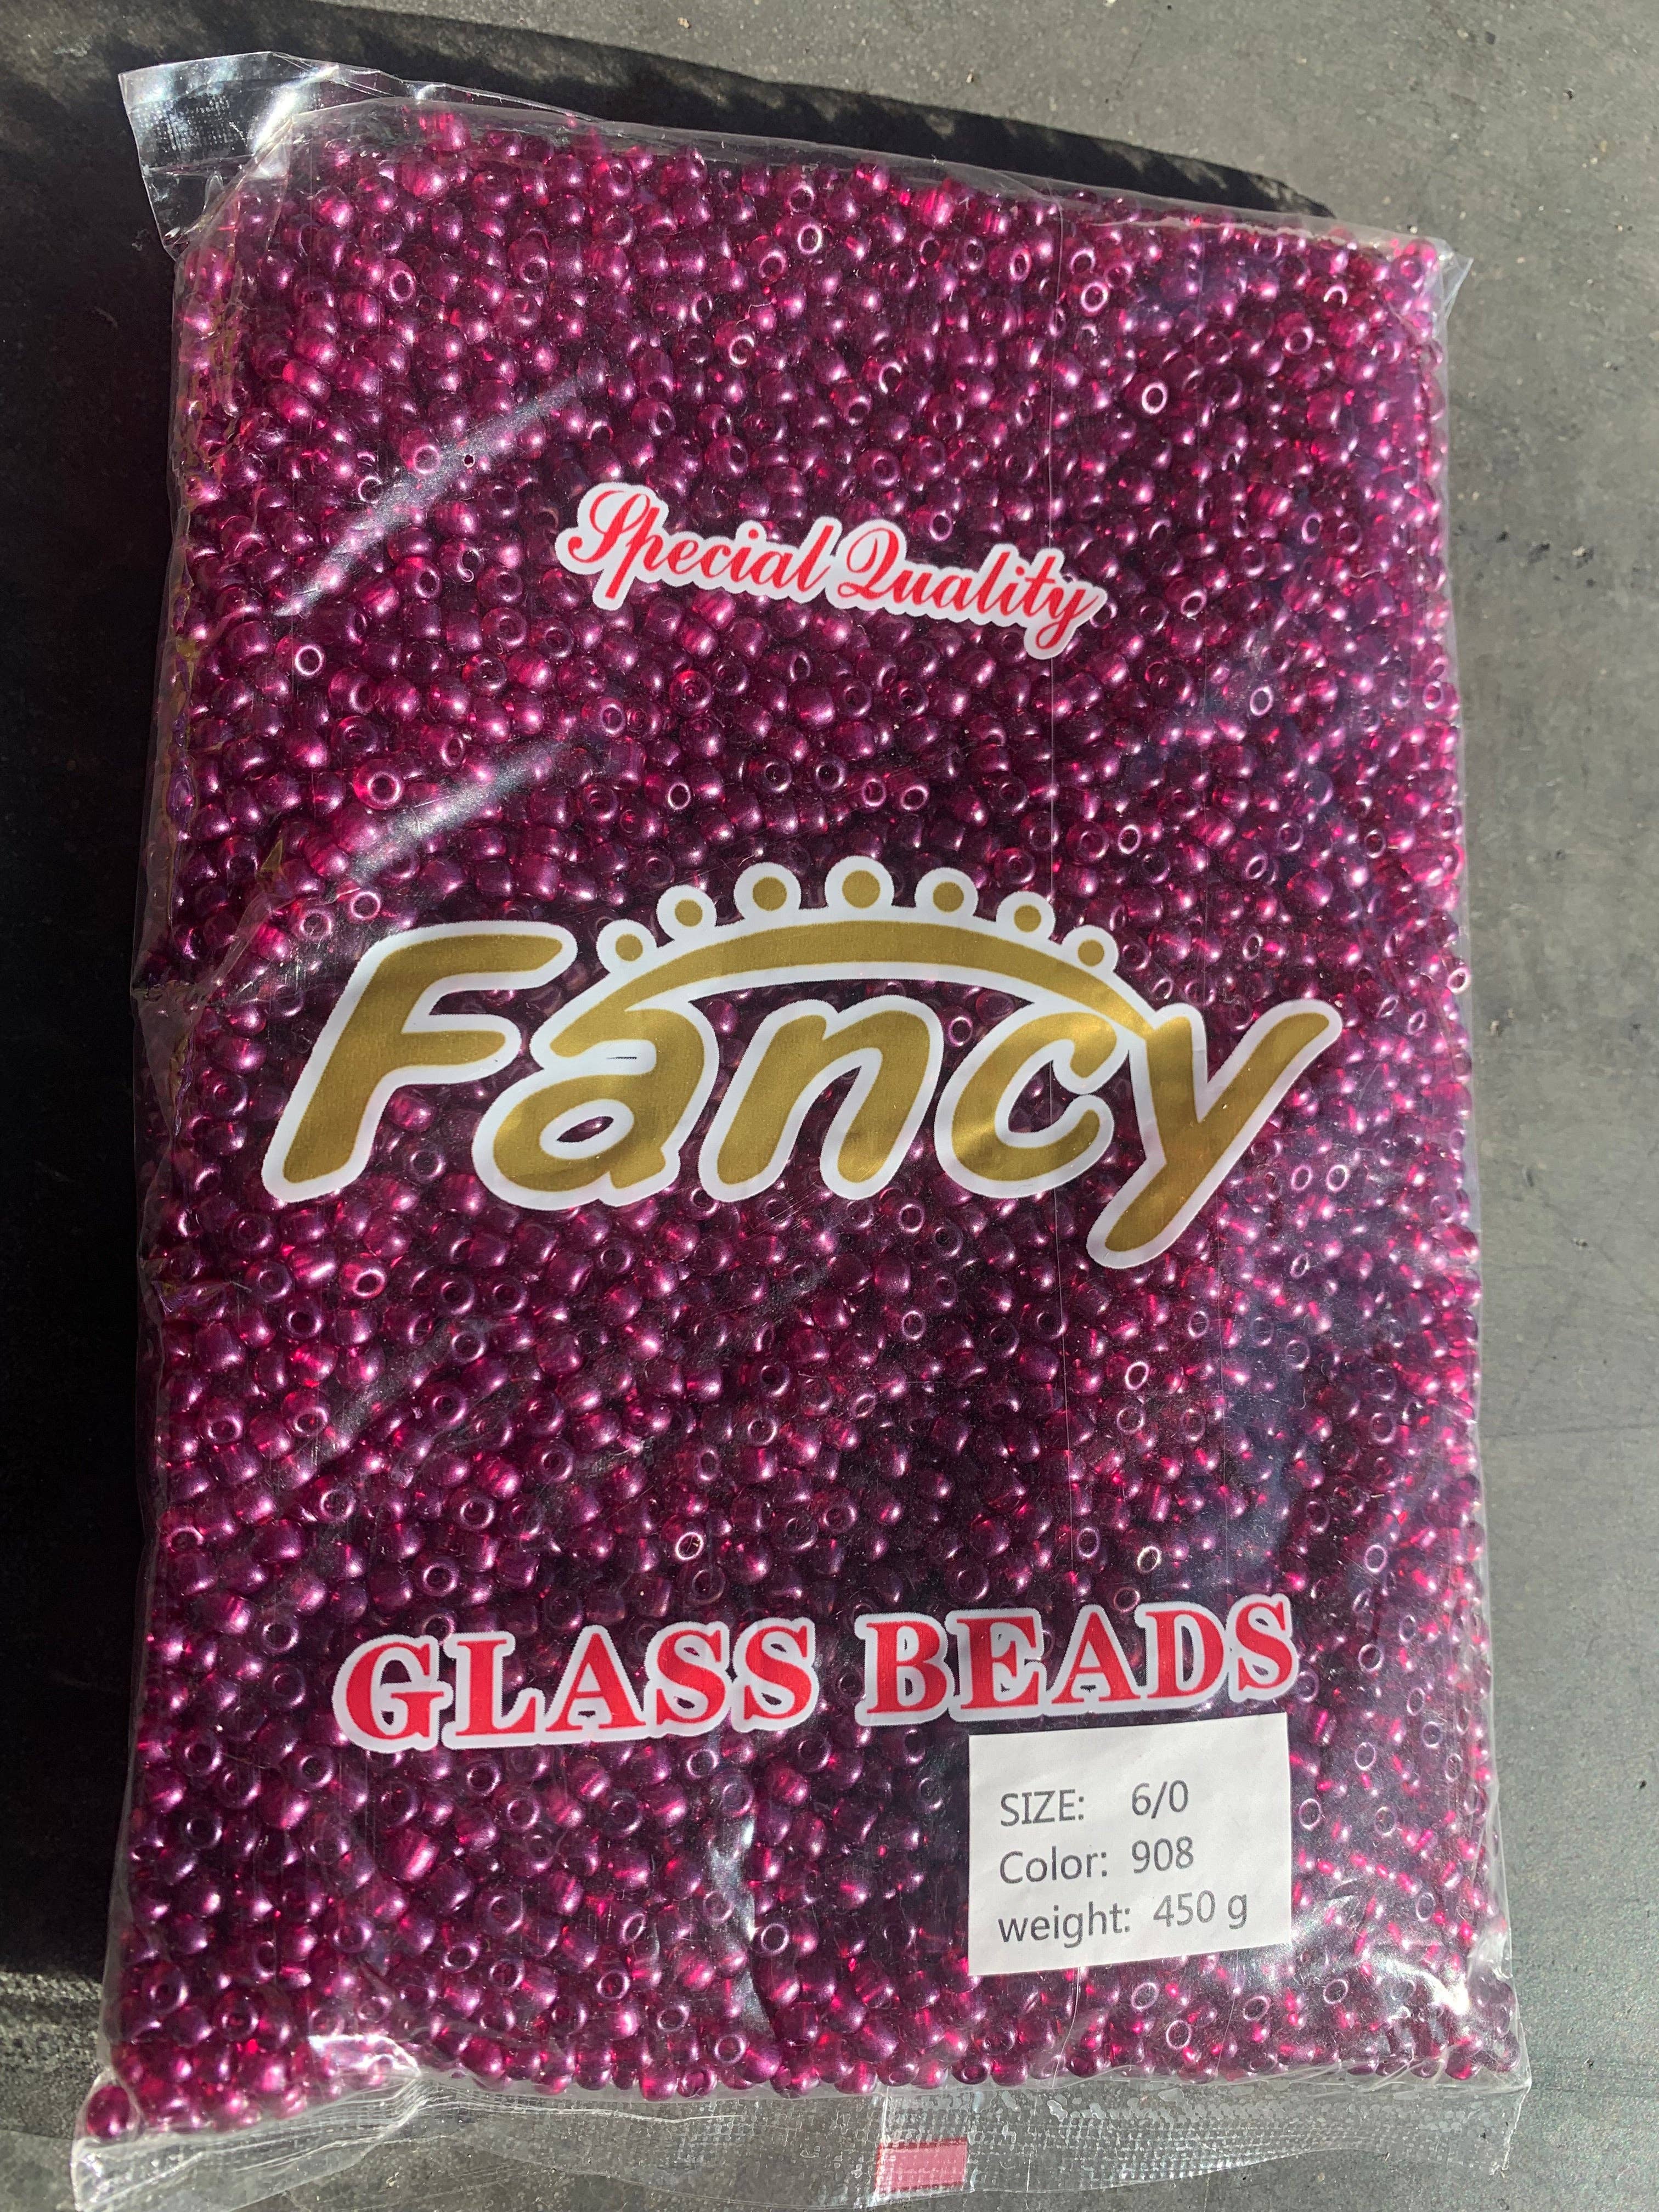 Special Quality
Fancy
GLASS BEADS
SIZE: 6/0
Color: 908
weight: 450 g